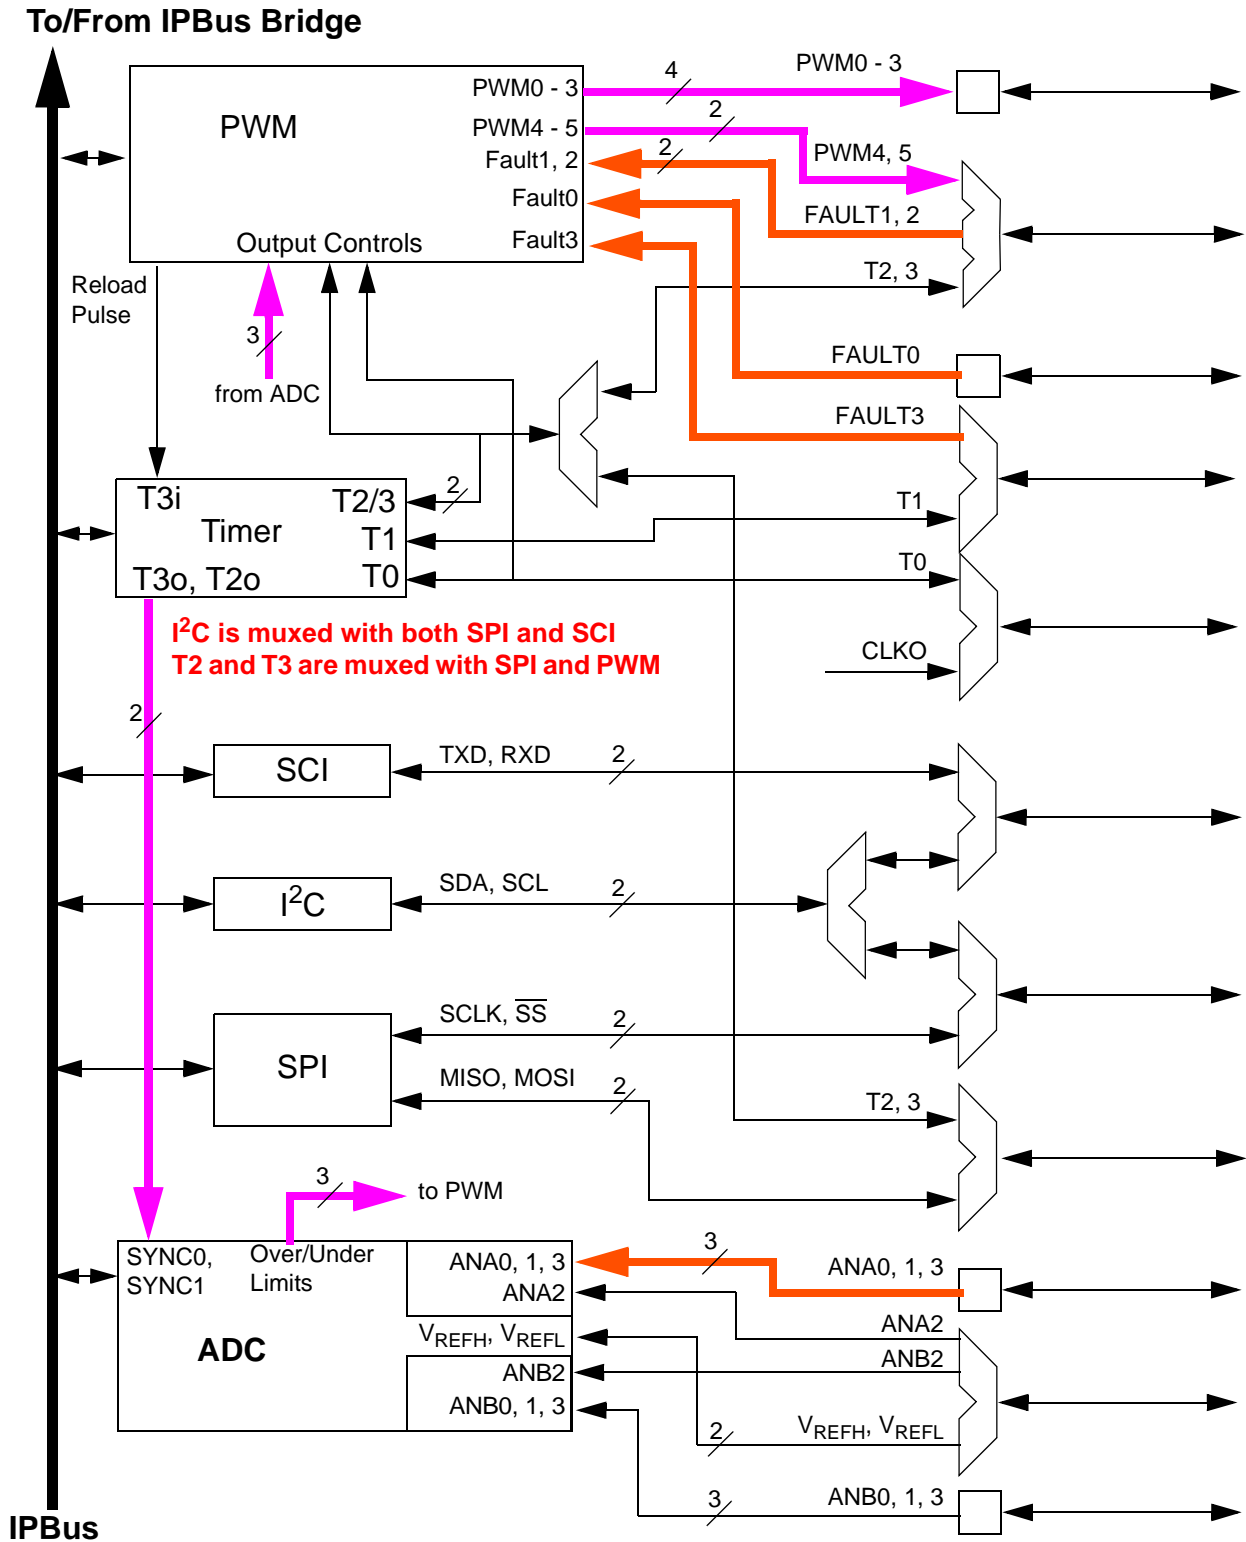 To/From IPBus Bridge
PWM
PWM0 - 3
PWM4 - 5
Fault1, 2
Fault0
Fault3
Output Controls
4
PWM0 - 3
2
PWM4, 5
2
FAULT1, 2
T2, 3
Reload
Pulse
3
from ADC
FAULT0
FAULT3
T3i
T2/3
Timer
T1
T3o, T2o
T0
2
T1
T0
CLKO
I²C is muxed with both SPI and SCI
T2 and T3 are muxed with SPI and PWM
2
SCI
TXD, RXD
2
I²C
SDA, SCL
2
SPI
SCLK, S̅S̅
2
MISO, MOSI
2
T2, 3
3
to PWM
SYNC0,
SYNC1
Over/Under
Limits
ADC
ANA0, 1, 3
ANA2
VREFH, VREFL
ANB2
ANB0, 1, 3
3
ANA0, 1, 3
ANA2
ANB2
2
VREFH, VREFL
3
ANB0, 1, 3
IPBus